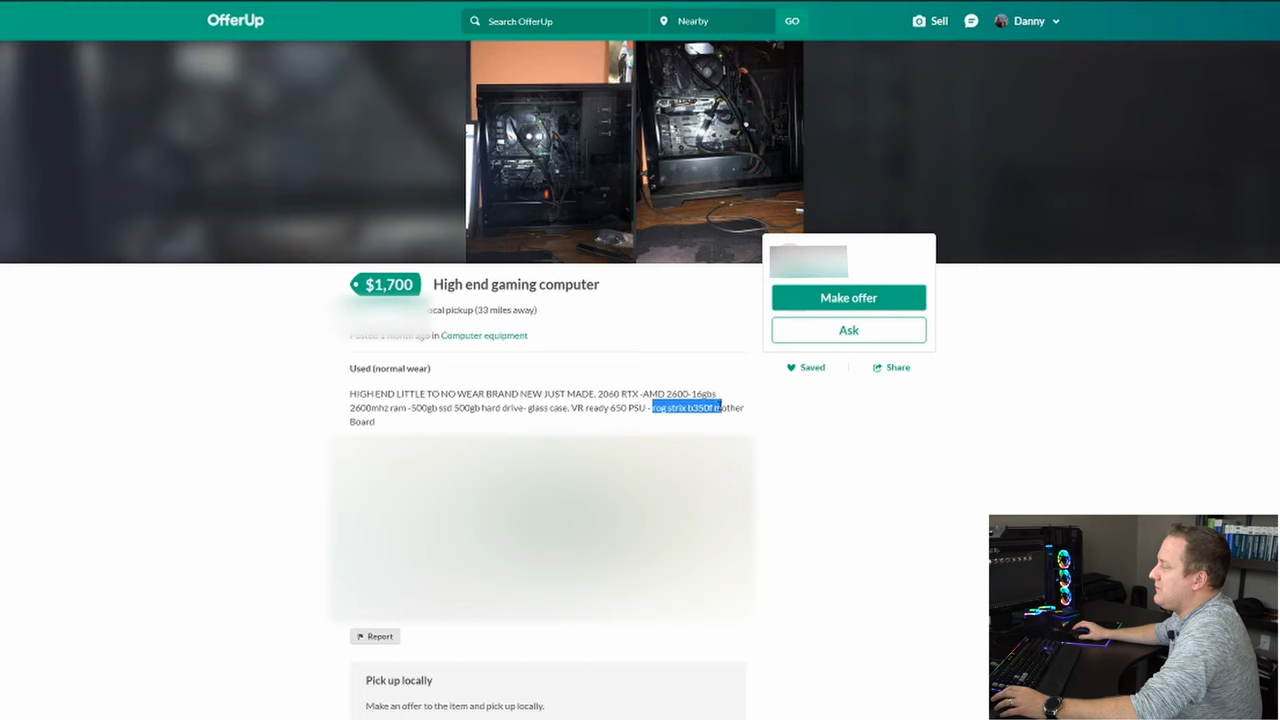 OfferUp
Search OfferUp
Nearby
GO
Sell
Danny
Make offer
Ask
Saved
Share
$1,700
High end gaming computer
ocal pickup (33 miles away)
Posted 1 month ago in Computer equipment
Used (normal wear)
HIGH END LITTLE TO NO WEAR BRAND NEW JUST MADE. 2060 RTX -AMD 2600-16gbs
2600mhz ram -500gb ssd 500gb hard drive- glass case. VR ready 650 PSU - rog strix b350f mother
Board
Report
Pick up locally
Make an offer to the item and pick up locally.